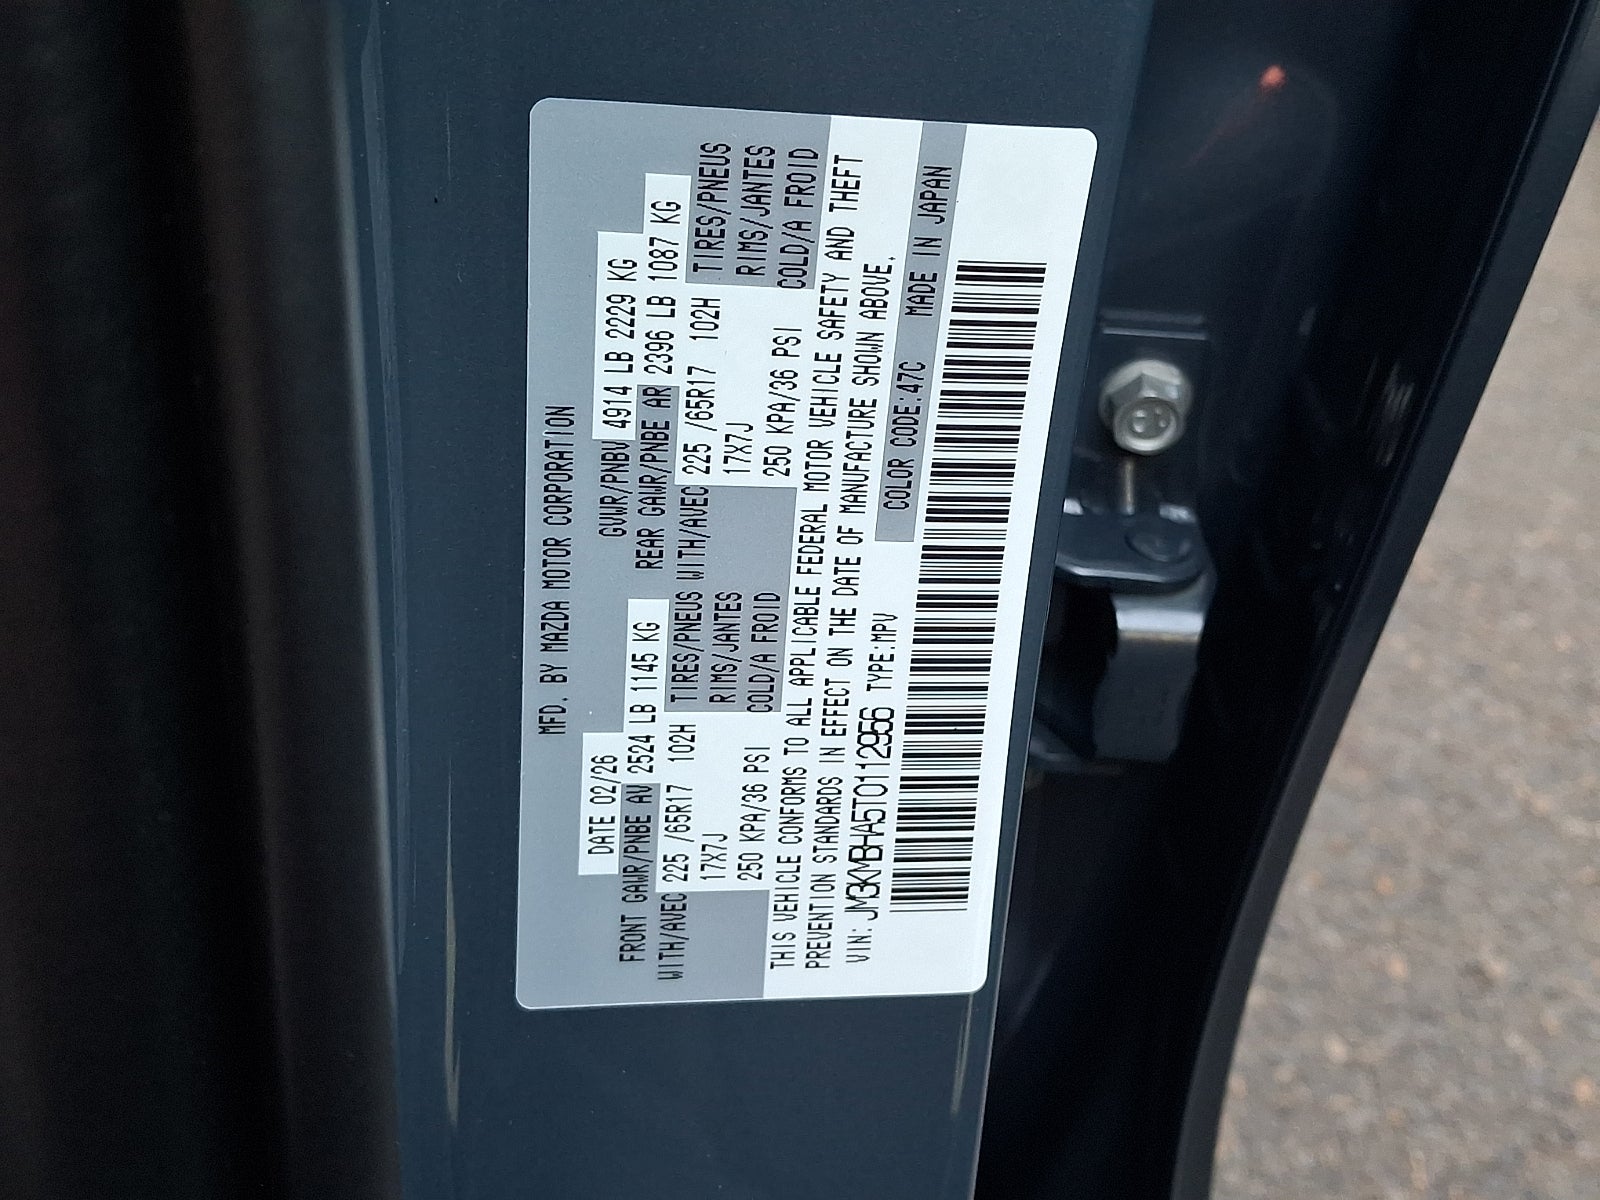 MFD. BY MAZDA MOTOR CORPORATION
DATE 02/26 GVWR/PNBV 4914 LB 2229 KG
FRONT GAWR/PNBE AV 2524 LB 1145 KG REAR GAWR/PNBE AR 2396 LB 1087 KG
WITH/AVEC 225 /65R17 102H TIRES/PNEUS WITH/AVEC 225 /65R17 102H TIRES/PNEUS
17X7J RIMS/JANTES 17X7J RIMS/JANTES
250 KPA/36 PSI COLD/A FROID 250 KPA/36 PSI COLD/A FROID
THIS VEHICLE CONFORMS TO ALL APPLICABLE FEDERAL MOTOR VEHICLE SAFETY AND THEFT
PREVENTION STANDARDS IN EFFECT ON THE DATE OF MANUFACTURE SHOWN ABOVE.
VIN: JM3KMBHA5T0112956 TYPE:MPV COLOR CODE:47C MADE IN JAPAN